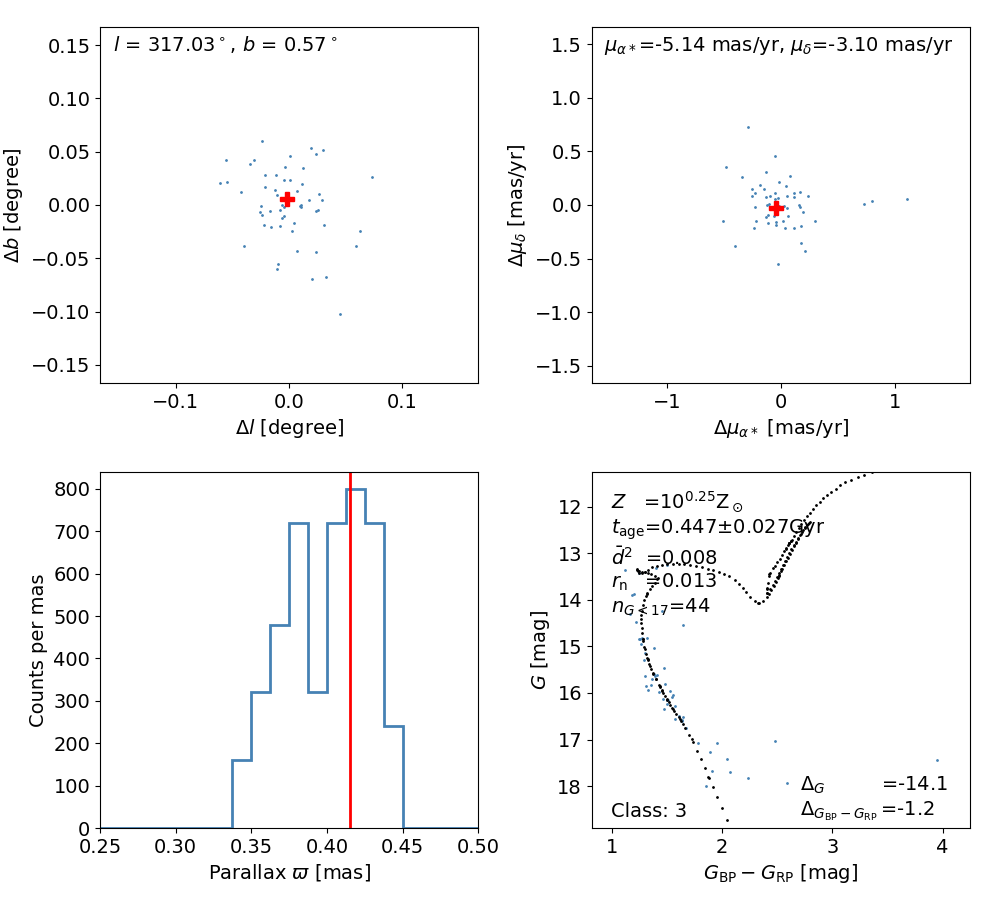 l = 317.03°, b = 0.57°
0.15
0.10
0.05
0.00
−0.05
−0.10
−0.15
Δb [degree]
−0.1
0.0
0.1
Δl [degree]
μα*=-5.14 mas/yr, μδ=-3.10 mas/yr
1.5
1.0
0.5
0.0
−0.5
−1.0
−1.5
Δμδ [mas/yr]
−1
0
1
Δμα* [mas/yr]
800
700
600
500
400
300
200
100
0
Counts per mas
0.25
0.30
0.35
0.40
0.45
0.50
Parallax ϖ [mas]
Z =10^0.25Z⊙
t_age=0.447±0.027Gyr
d̄² =0.008
r_n =0.013
n_G<17=44
12
13
14
15
16
17
18
G [mag]
Δ_G =-14.1
Δ_GBP−GRP =-1.2
Class: 3
1
2
3
4
G_BP − G_RP [mag]